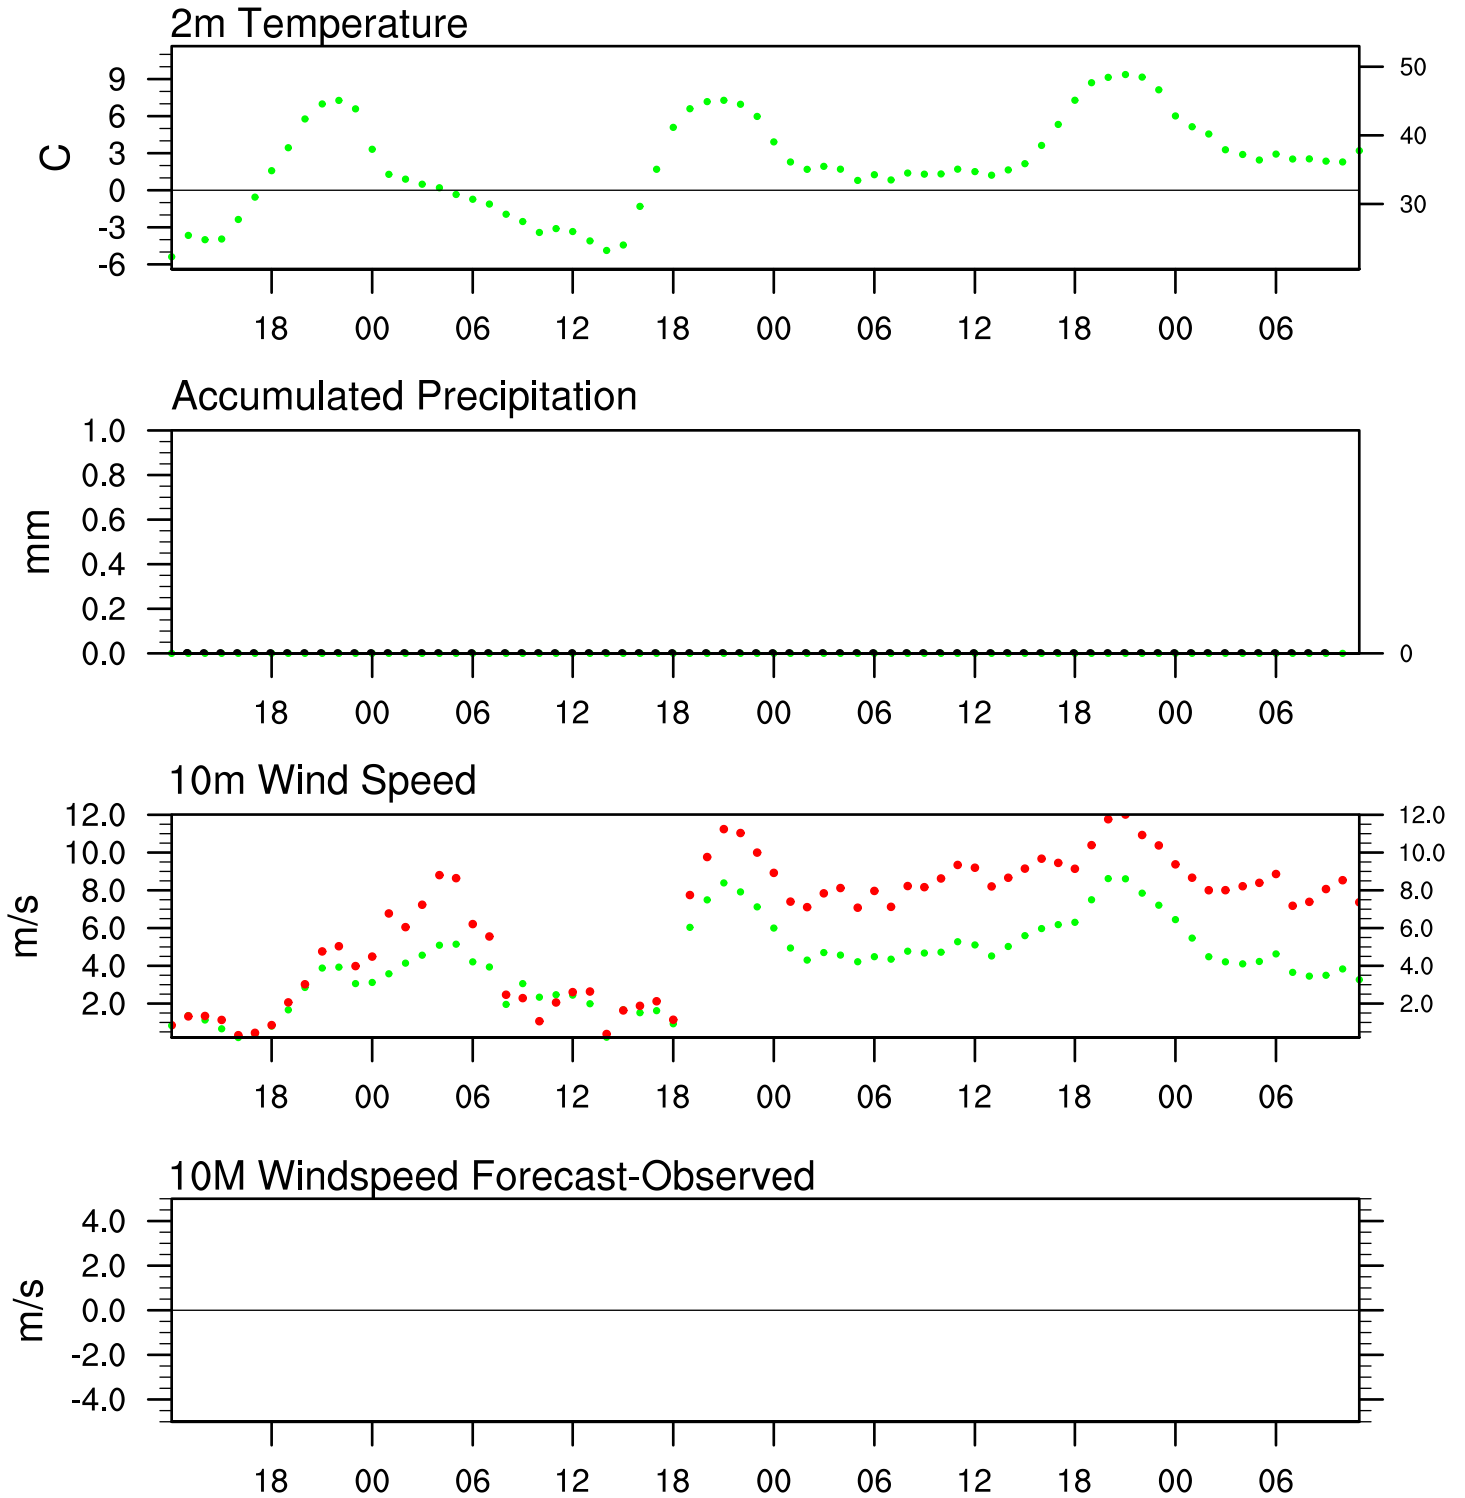 2m Temperature
9
6
3
0
-3
-6
C
50
40
30
18 00 06 12 18 00 06 12 18 00 06
Accumulated Precipitation
1.0
0.8
0.6
0.4
0.2
0.0
mm
0
18 00 06 12 18 00 06 12 18 00 06
10m Wind Speed
12.0
10.0
8.0
6.0
4.0
2.0
m/s
12.0
10.0
8.0
6.0
4.0
2.0
18 00 06 12 18 00 06 12 18 00 06
10M Windspeed Forecast-Observed
4.0
2.0
0.0
-2.0
-4.0
m/s
18 00 06 12 18 00 06 12 18 00 06